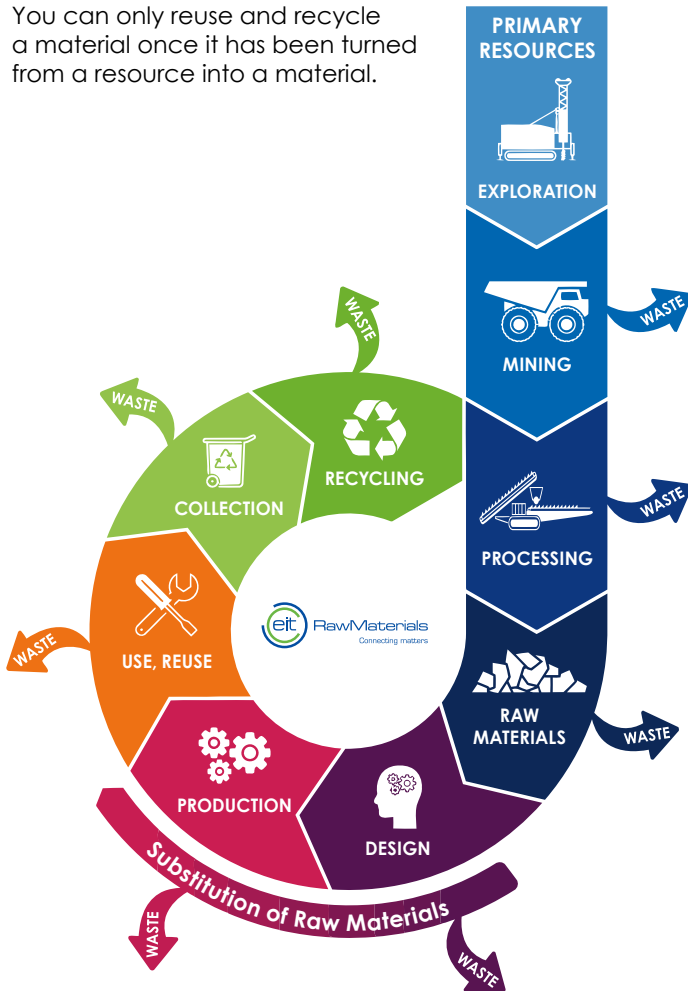 You can only reuse and recycle
a material once it has been turned
from a resource into a material.
PRIMARY
RESOURCES
EXPLORATION
MINING
WASTE
PROCESSING
WASTE
RAW
MATERIALS
WASTE
DESIGN
WASTE
PRODUCTION
WASTE
Substitution of Raw Materials
USE, REUSE
WASTE
COLLECTION
WASTE
RECYCLING
WASTE
eit RawMaterials
Connecting matters